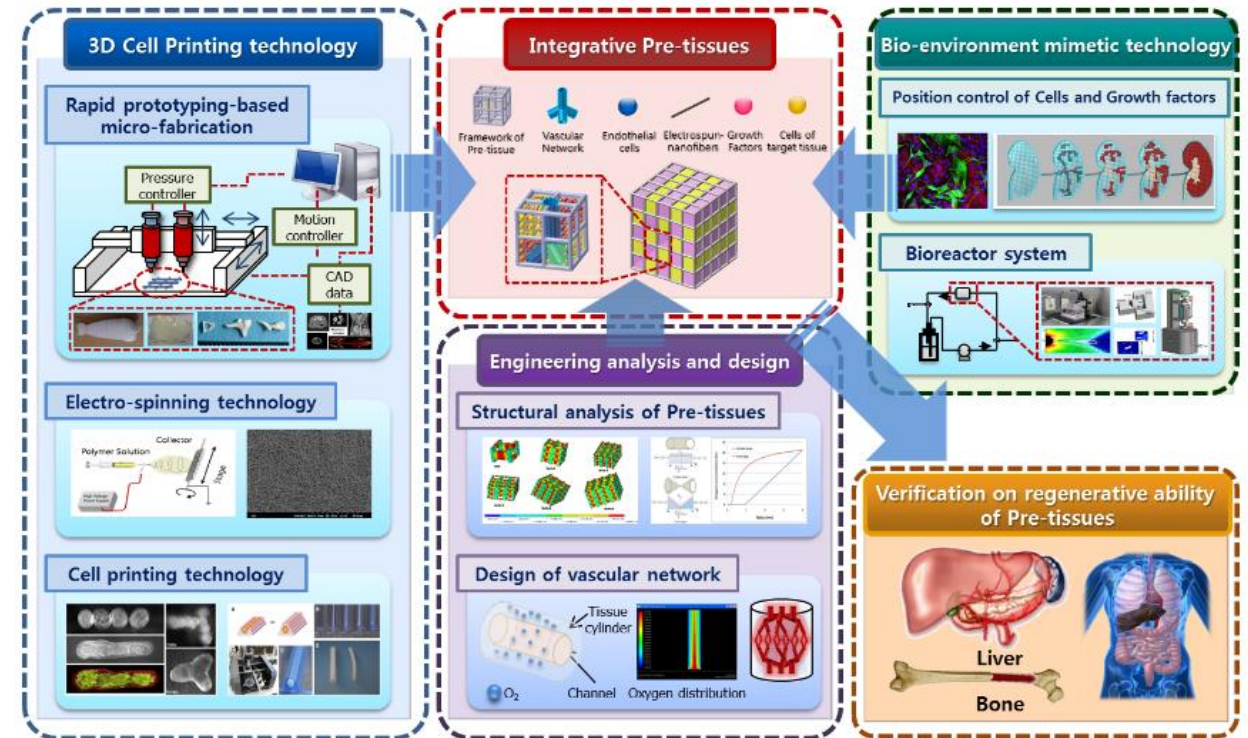 3D Cell Printing technology
Rapid prototyping-based
micro-fabrication
Pressure
controller
Motion
controller
CAD
data
Electro-spinning technology
Collector
Polymer Solution
Stage
High Voltage
Power Supply
Cell printing technology
Integrative Pre-tissues
Framework of
Pre-tissue
Vascular
Network
Endothelial
cells
Electrospun-
nanofibers
Growth
Factors
Cells of
target tissue
Engineering analysis and design
Structural analysis of Pre-tissues
Design of vascular network
Tissue
cylinder
O2
Channel
Oxygen distribution
Bio-environment mimetic technology
Position control of Cells and Growth factors
Bioreactor system
Verification on regenerative ability
of Pre-tissues
Liver
Bone